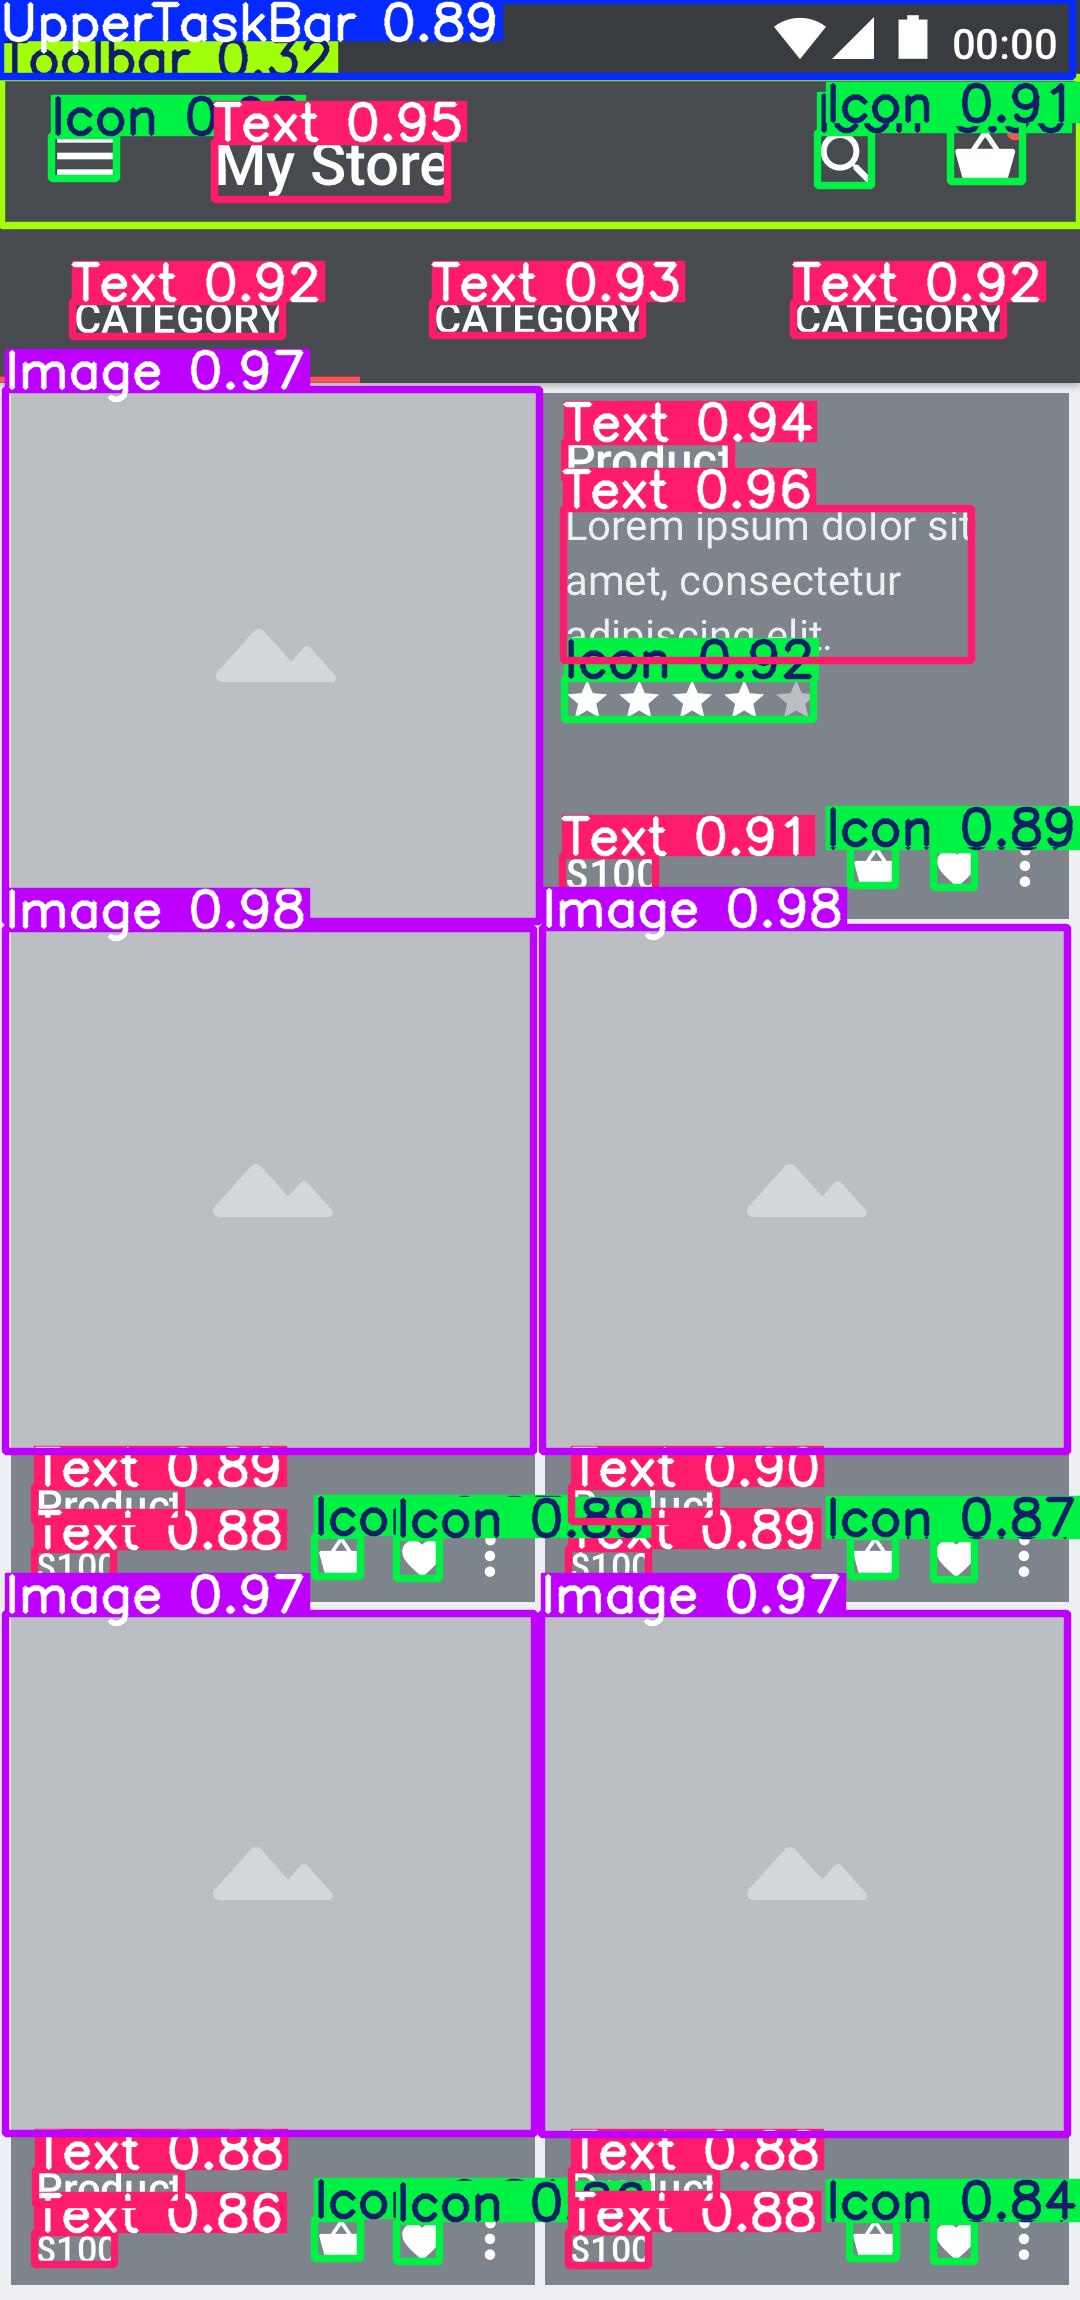 UpperTaskBar 0.89
00:00
Toolbar 0.32
Icon
Text 0.95
Icon 0.91
My Store
Text 0.92
Text 0.93
Text 0.92
CATEGORY
CATEGORY
CATEGORY
Image 0.97
Text 0.94
Product
Text 0.96
Lorem ipsum dolor sit
amet, consectetur
adipiscing elit.
Icon 0.92
Text 0.91
Icon 0.89
$100
Image 0.98
Image 0.98
Text 0.89
Text 0.90
Product
Product
Icon 0.89
Icon 0.87
Text 0.88
Text 0.89
$100
$100
Image 0.97
Image 0.97
Text 0.88
Text 0.88
Product
Product
Icon
Icon 0.84
Text 0.86
Text 0.88
$100
$100